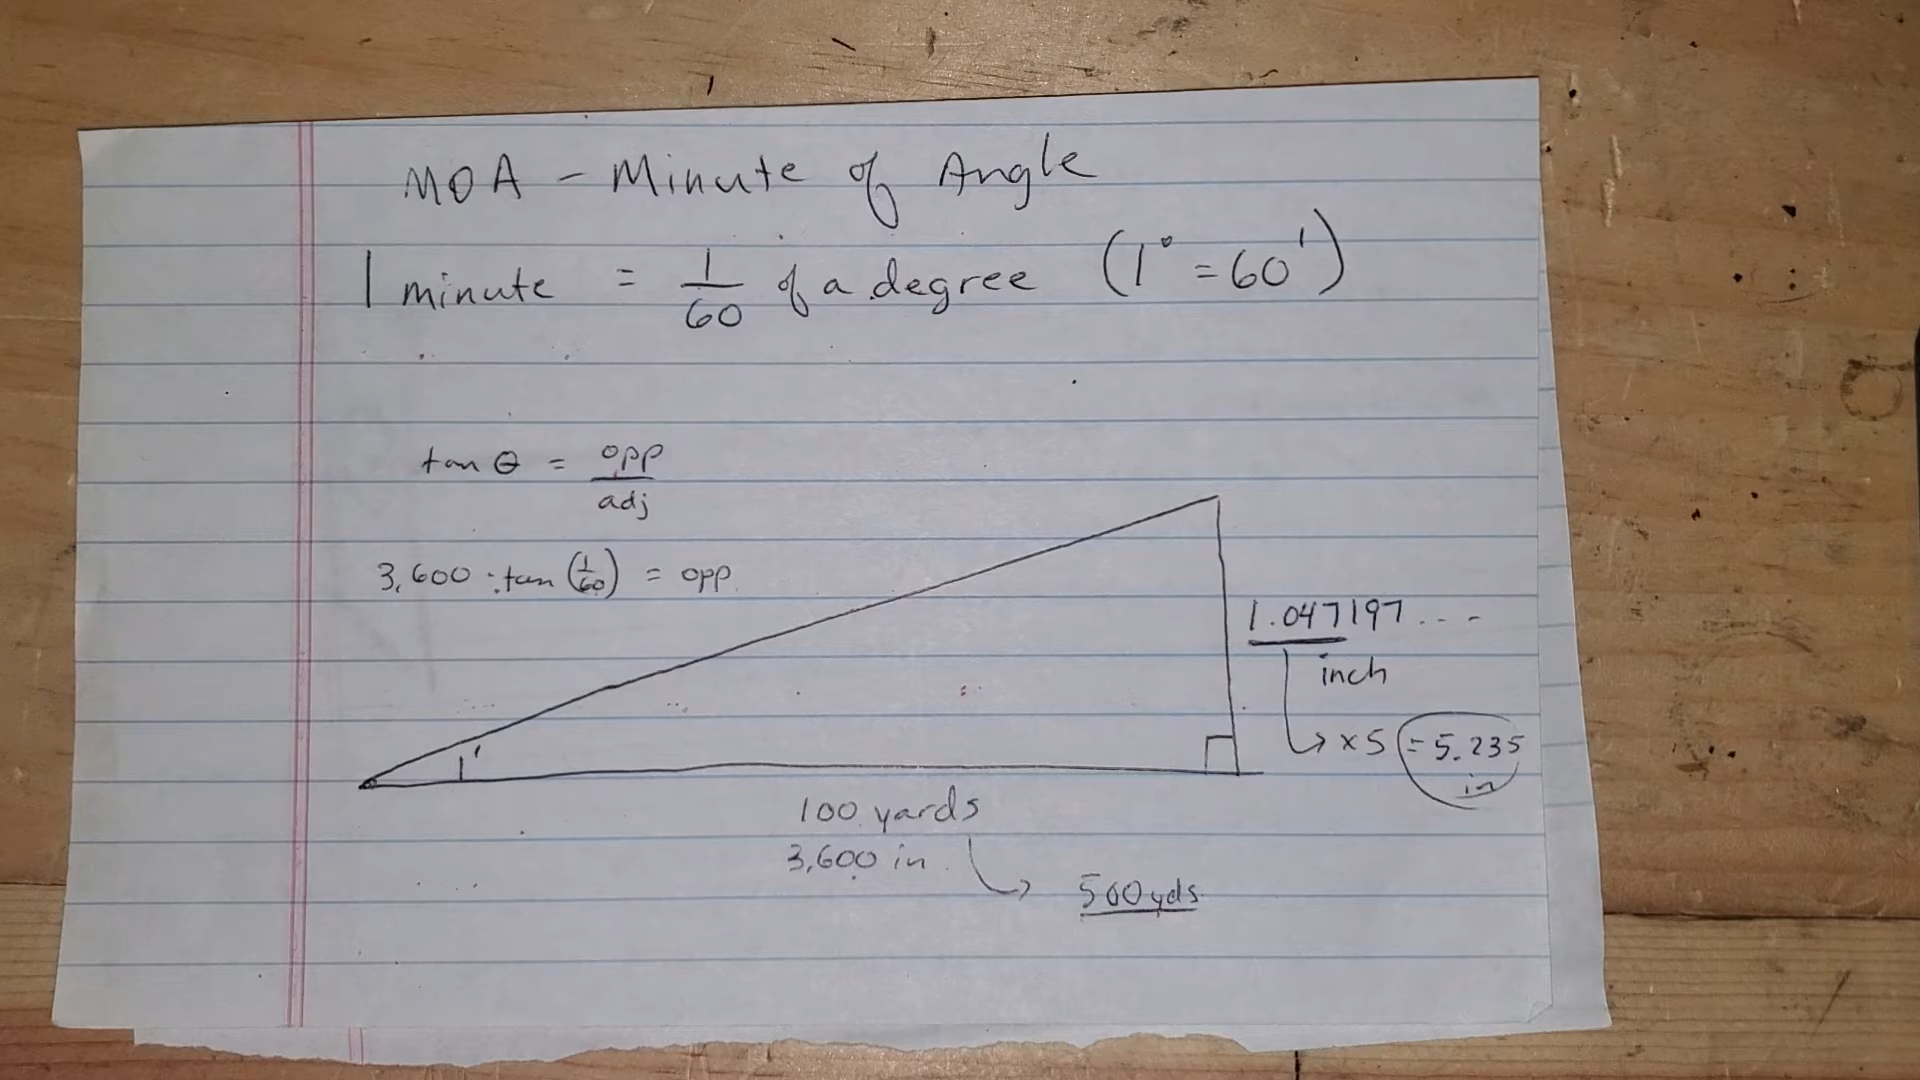 MOA - Minute of Angle
1 minute = 1/60 of a degree (1° = 60')
tan θ = opp/adj
3,600 · tan (1/60) = opp
1.047197...
inch
→ x5 = 5.235 in
1'
100 yards
3,600 in
→ 500 yds